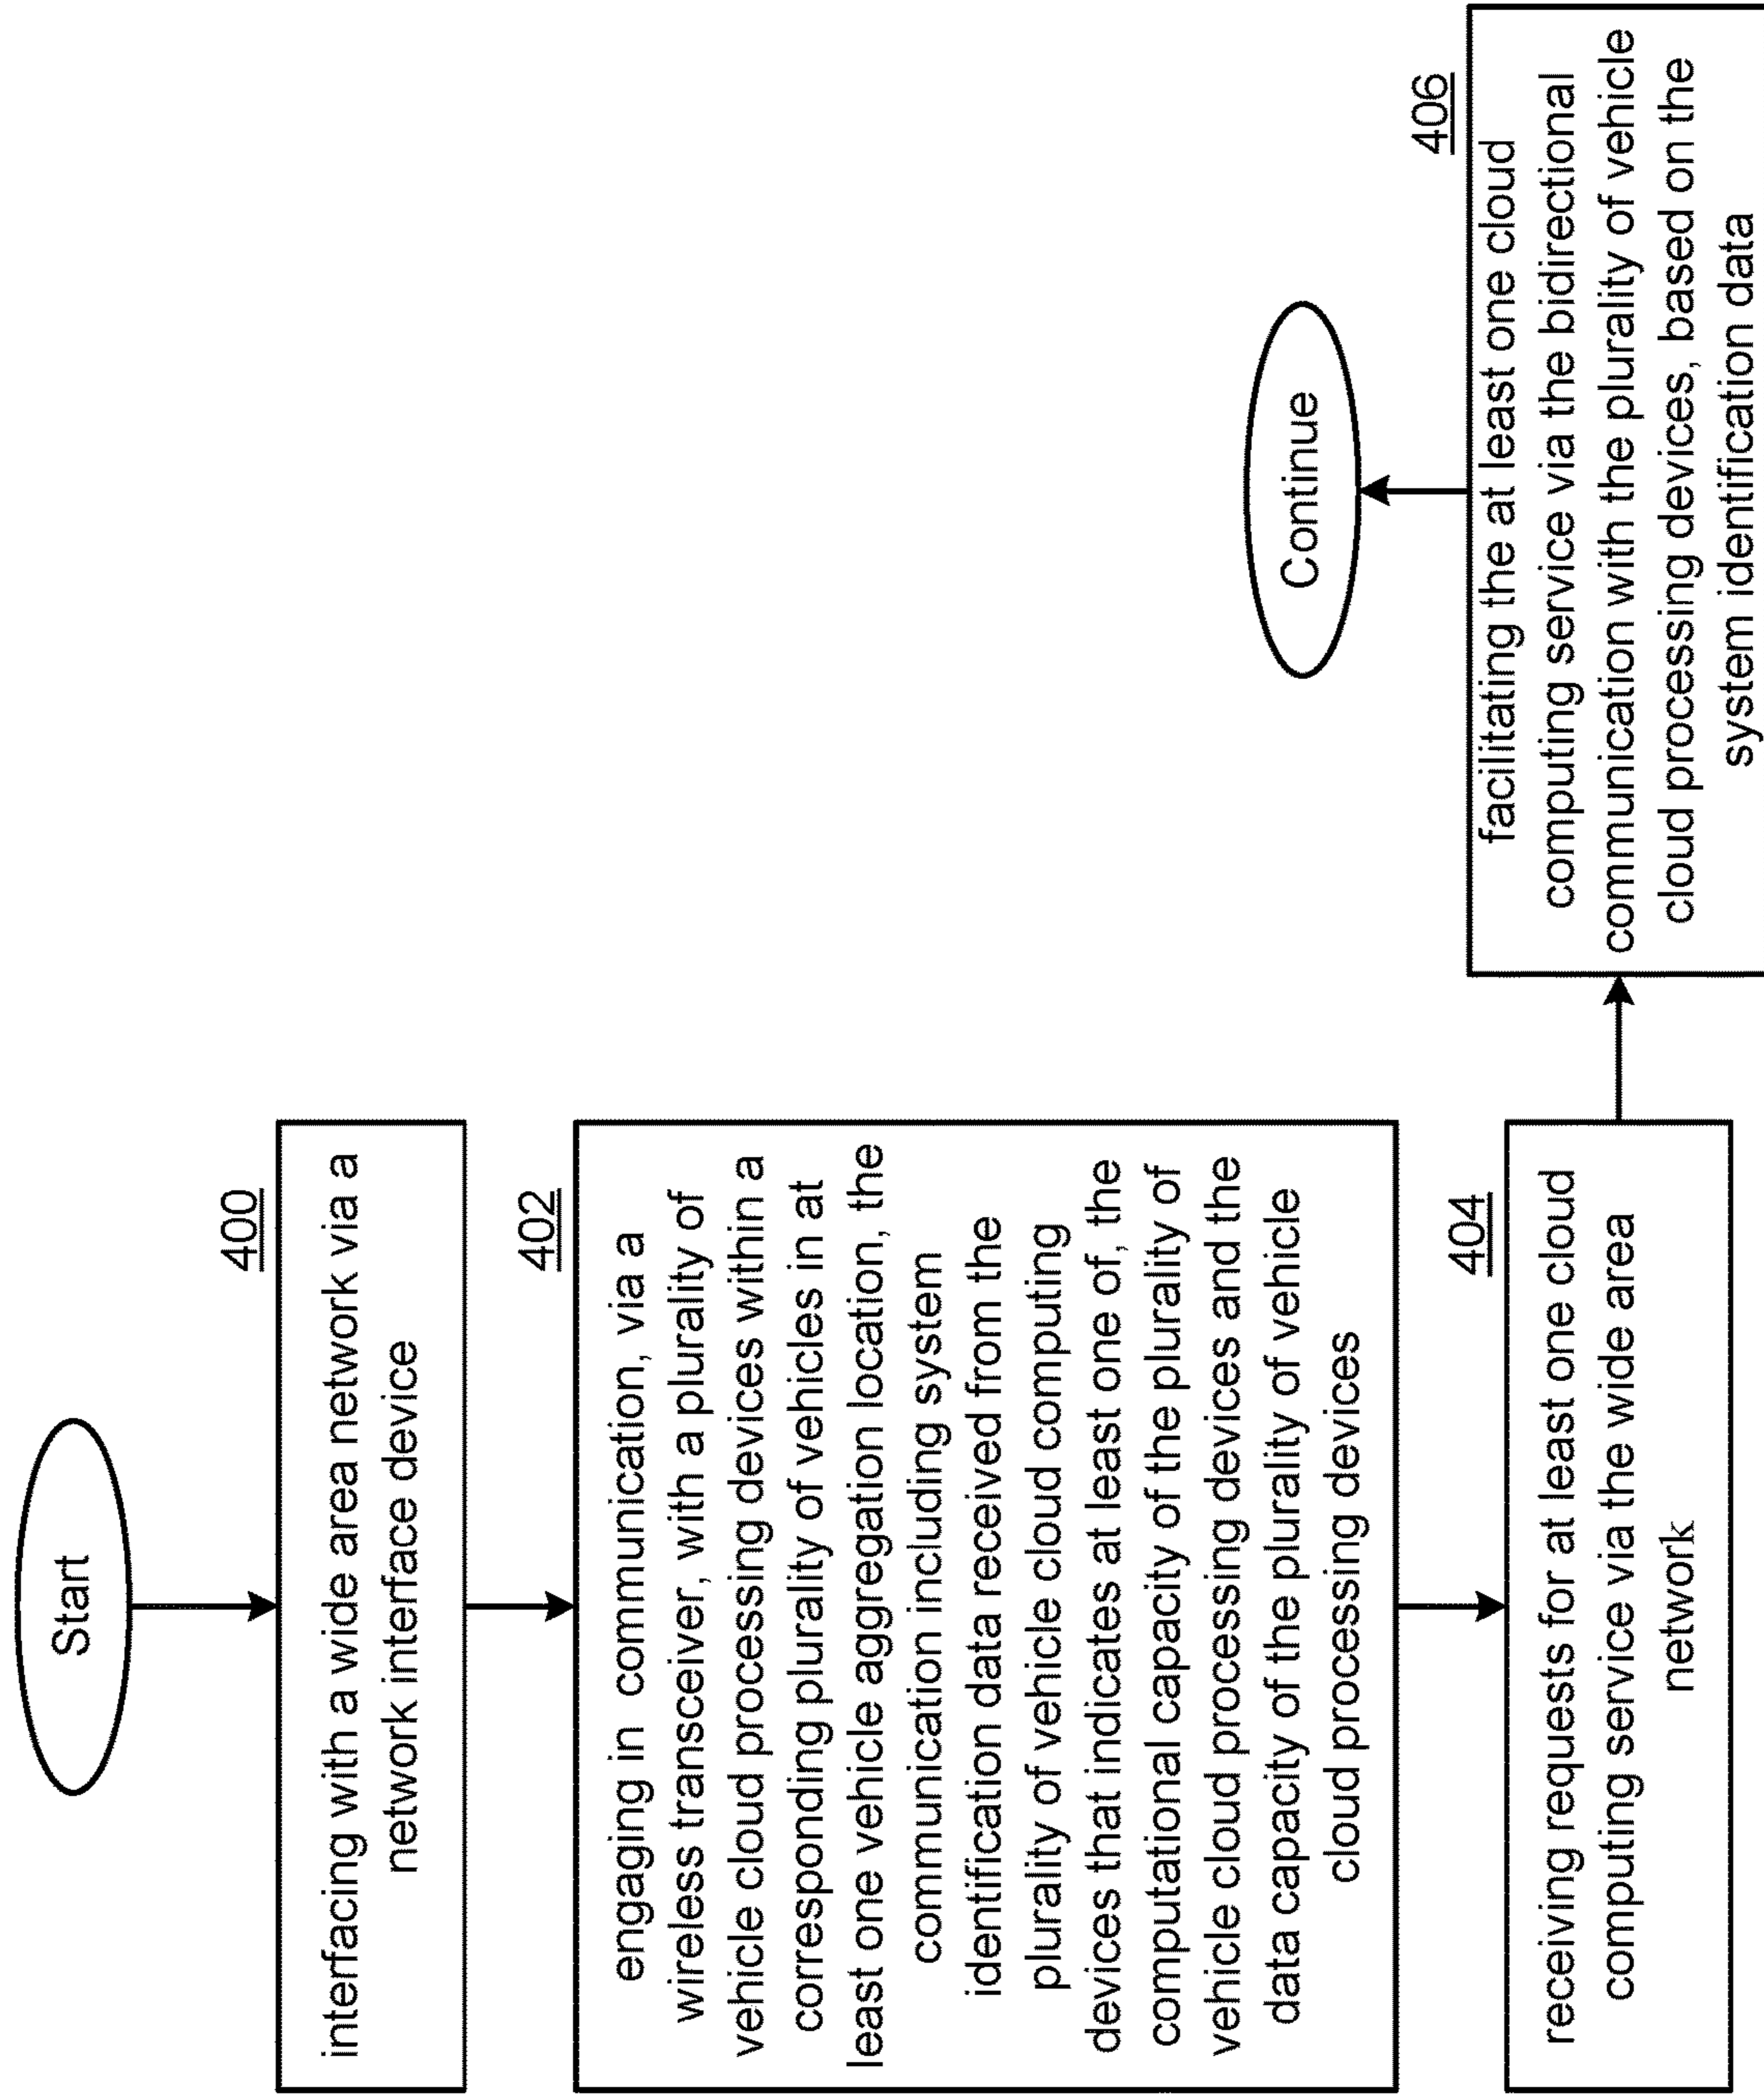 Start
400
interfacing with a wide area network via a
network interface device
402
engaging in communication, via a
wireless transceiver, with a plurality of
vehicle cloud processing devices within a
corresponding plurality of vehicles in at
least one vehicle aggregation location, the
communication including system
identification data received from the
plurality of vehicle cloud computing
devices that indicates at least one of, the
computational capacity of the plurality of
vehicle cloud processing devices and the
data capacity of the plurality of vehicle
cloud processing devices
404
receiving requests for at least one cloud
computing service via the wide area
network
406
facilitating the at least one cloud
computing service via the bidirectional
communication with the plurality of vehicle
cloud processing devices, based on the
system identification data
Continue